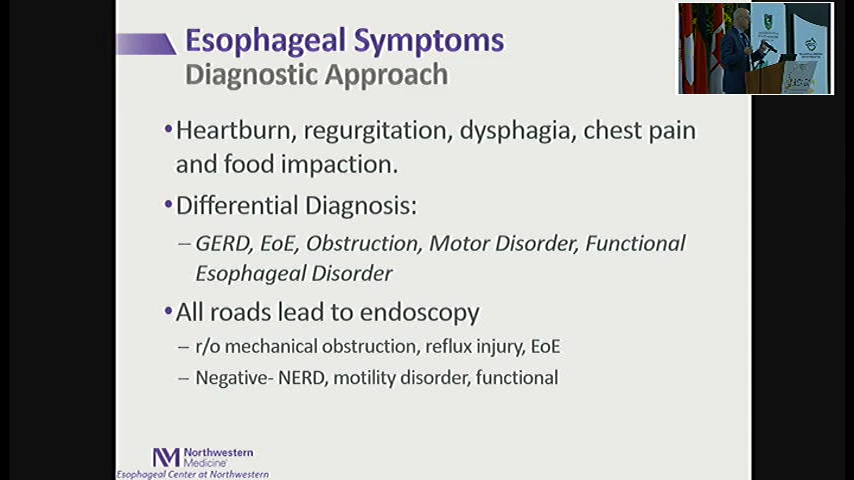 Esophageal Symptoms
Diagnostic Approach
•Heartburn, regurgitation, dysphagia, chest pain
and food impaction.
•Differential Diagnosis:
– GERD, EoE, Obstruction, Motor Disorder, Functional
Esophageal Disorder
•All roads lead to endoscopy
– r/o mechanical obstruction, reflux injury, EoE
– Negative- NERD, motility disorder, functional
NM Northwestern
Medicine
Esophageal Center at Northwestern